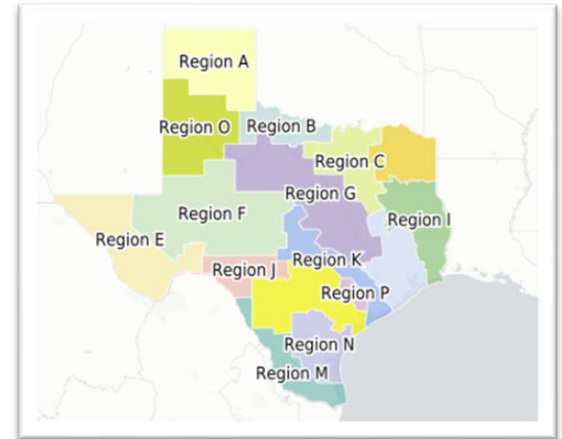 Region A
Region O
Region B
Region C
Region G
Region F
Region I
Region E
Region K
Region J
Region P
Region N
Region M